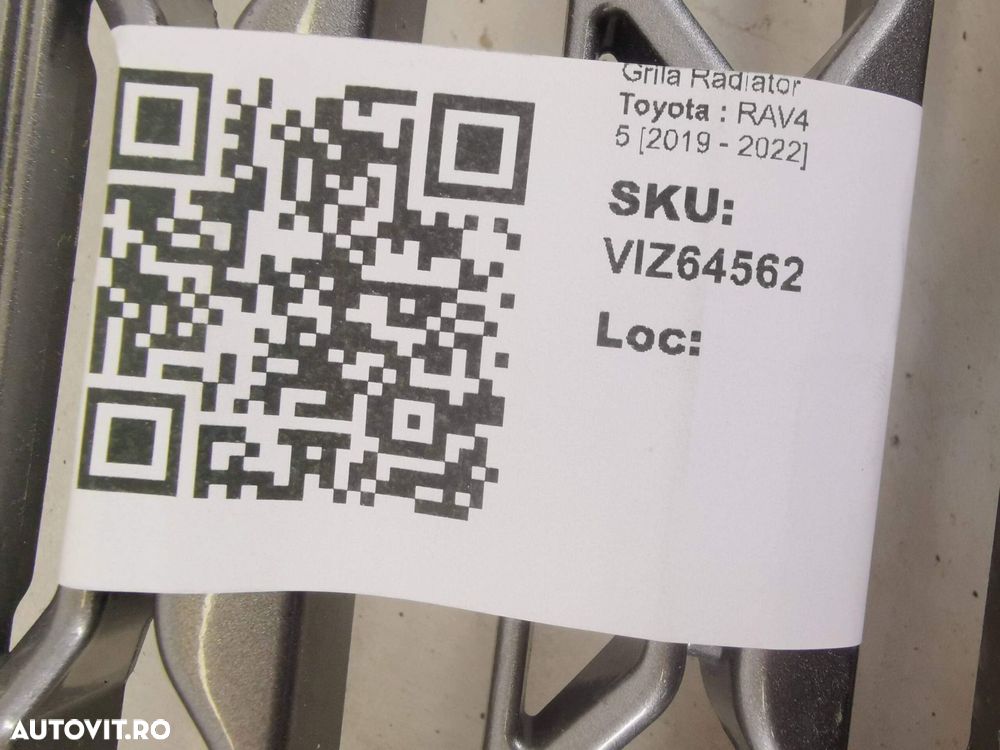 Grila Radiator
Toyota : RAV4
5 [2019 - 2022]
SKU:
VIZ64562
Loc:
AUTOVIT.RO